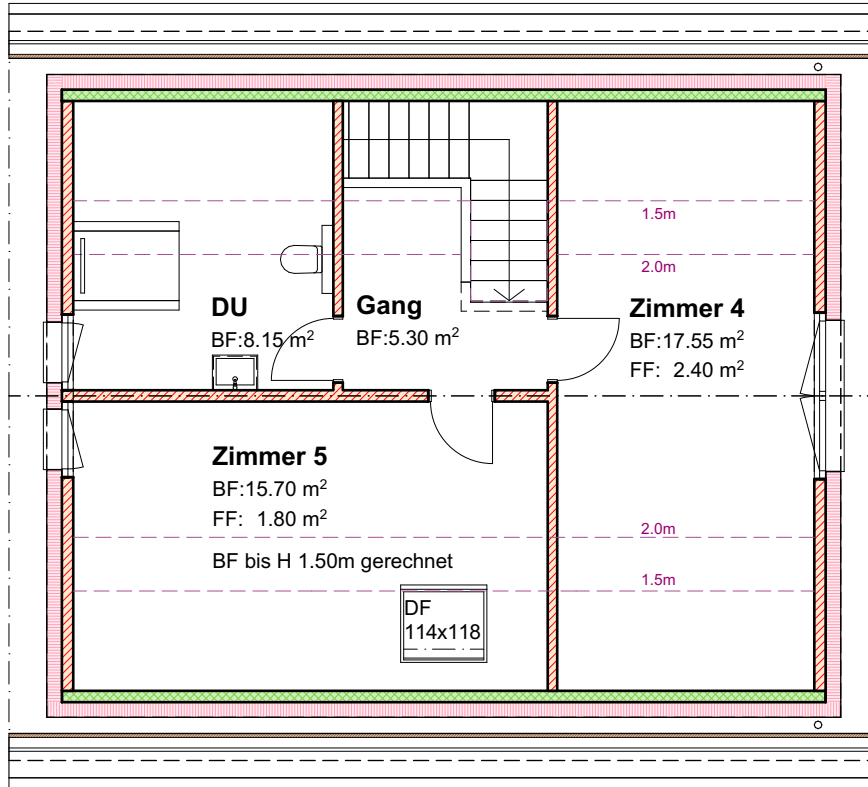 1.5m
2.0m
DU
BF:8.15 m²
Gang
BF:5.30 m²
Zimmer 4
BF:17.55 m²
FF: 2.40 m²
Zimmer 5
BF:15.70 m²
FF: 1.80 m²
BF bis H 1.50m gerechnet
2.0m
1.5m
DF
114x118